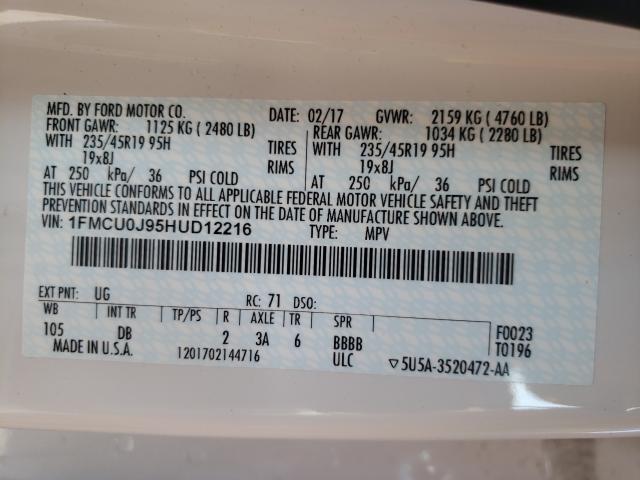 MFD. BY FORD MOTOR CO. DATE: 02/17 GVWR: 2159 KG ( 4760 LB)
FRONT GAWR: 1125 KG ( 2480 LB) REAR GAWR: 1034 KG ( 2280 LB)
WITH 235/45R19 95H TIRES WITH 235/45R19 95H TIRES
19x8J RIMS 19x8J RIMS
AT 250 kPa/ 36 PSI COLD AT 250 kPa/ 36 PSI COLD
THIS VEHICLE CONFORMS TO ALL APPLICABLE FEDERAL MOTOR VEHICLE SAFETY AND THEFT
PREVENTION STANDARDS IN EFFECT ON THE DATE OF MANUFACTURE SHOWN ABOVE.
VIN: 1FMCU0J95HUD12216 TYPE: MPV
EXT PNT: UG RC: 71 DSO:
WB INT TR TP/PS R AXLE TR SPR F0023
105 DB 2 3A 6 BBBB T0196
MADE IN U.S.A. 1201702144716 ULC ▽5U5A-3520472-AA